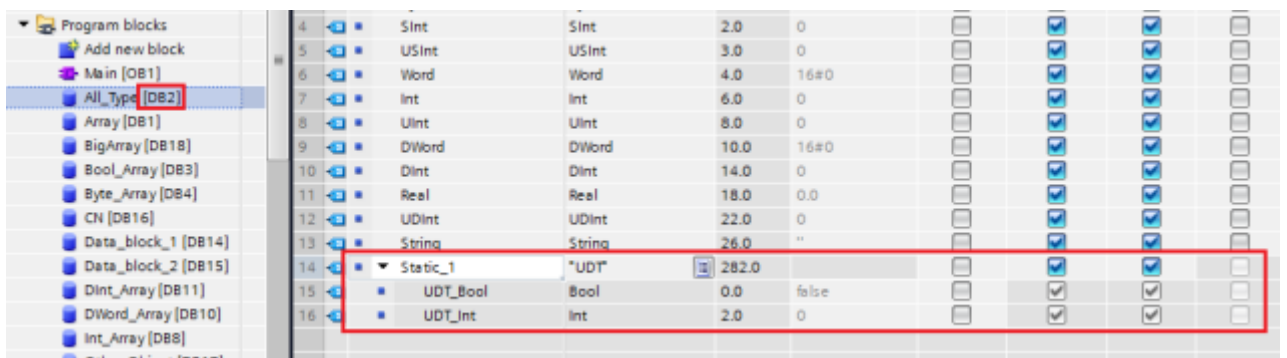 Program blocks
Add new block
Main [OB1]
All_Type [DB2]
Array [DB1]
BigArray [DB18]
Bool_Array [DB3]
Byte_Array [DB4]
CN [DB16]
Data_block_1 [DB14]
Data_block_2 [DB15]
DInt_Array [DB11]
DWord_Array [DB10]
Int_Array [DB8]
4 SInt SInt 2.0 0
5 USInt USInt 3.0 0
6 Word Word 4.0 16#0
7 Int Int 6.0 0
8 UInt UInt 8.0 0
9 DWord DWord 10.0 16#0
10 DInt DInt 14.0 0
11 Real Real 18.0 0.0
12 UDInt UDInt 22.0 0
13 String String 26.0 ''
14 Static_1 "UDT" 282.0
15 UDT_Bool Bool 0.0 false
16 UDT_Int Int 2.0 0